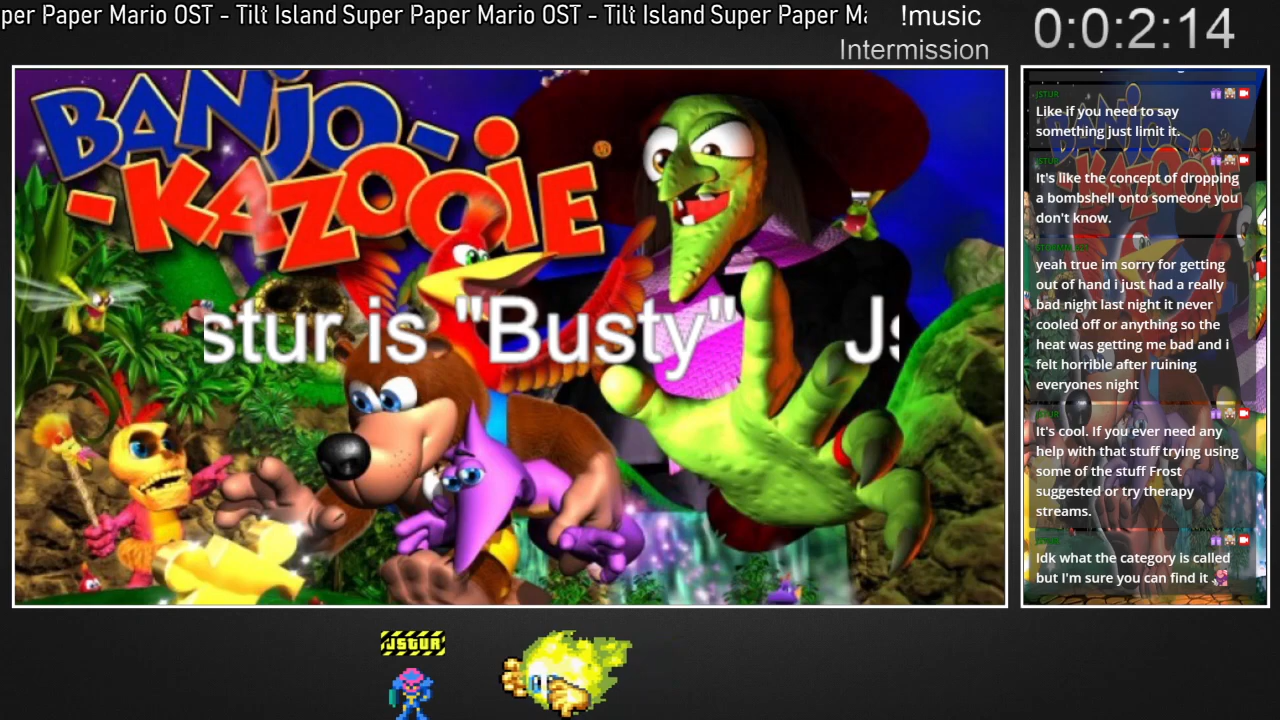 per Paper Mario OST - Tilt Island Super Paper Mario OST - Tilt Island Super Paper Ma
!music
Intermission
0:0:2:14
BANJO-
-KAZOOIE®
stur is "Busty" Js
JSTUR
Like if you need to say
something just limit it.
JSTUR
It's like the concept of dropping
a bombshell onto someone you
don't know.
yeah true im sorry for getting
out of hand i just had a really
bad night last night it never
cooled off or anything so the
heat was getting me bad and i
felt horrible after ruining
everyones night
JSTUR
It's cool. If you ever need any
help with that stuff trying using
some of the stuff Frost
suggested or try therapy
streams.
JSTUR
Idk what the category is called
but I'm sure you can find it
JSTUR